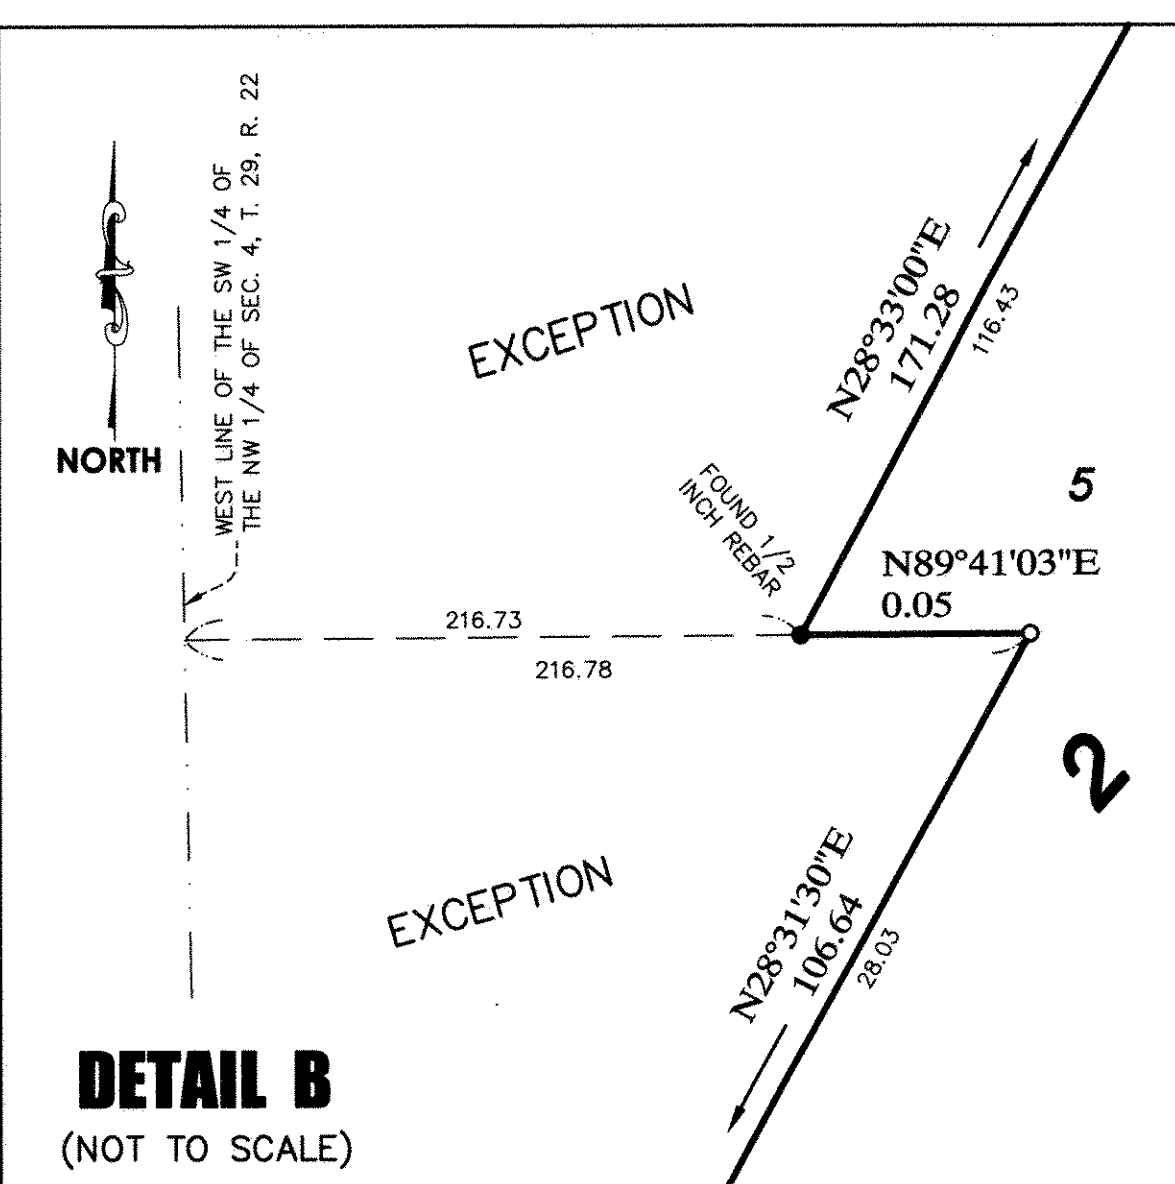 WEST LINE OF THE SW 1/4 OF
THE NW 1/4 OF SEC. 4, T. 29, R. 22
NORTH
EXCEPTION
N28°33'00"E
171.28
116.43
5
FOUND 1/2
INCH REBAR
N89°41'03"E
0.05
216.73
216.78
2
EXCEPTION
N28°31'30"E
106.64
28.03
DETAIL B
(NOT TO SCALE)